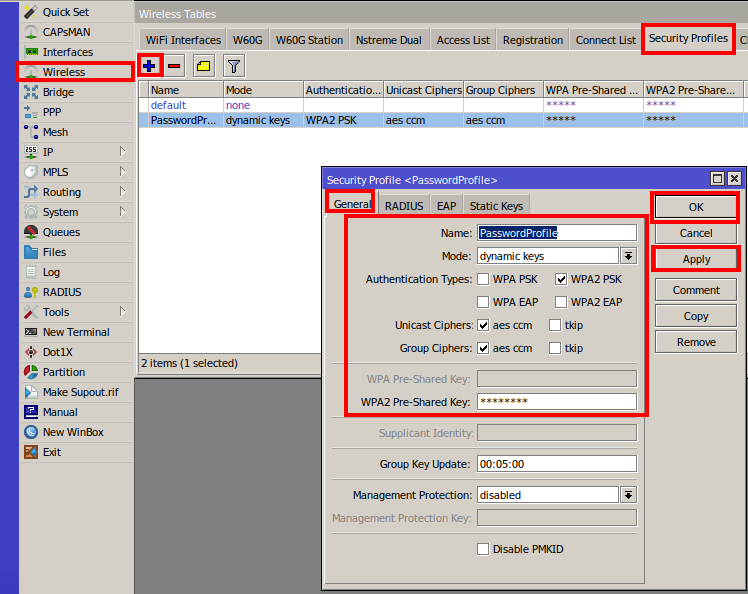 Quick Set
CAPsMAN
Interfaces
Wireless
Bridge
PPP
Mesh
IP
MPLS
Routing
System
Queues
Files
Log
RADIUS
Tools
New Terminal
Dot1X
Partition
Make Supout.rif
Manual
New WinBox
Exit
Wireless Tables
WiFi Interfaces W60G W60G Station Nstreme Dual Access List Registration Connect List Security Profiles
Name Mode Authenticatio... Unicast Ciphers Group Ciphers WPA Pre-Shared ... WPA2 Pre-Share...
default none ***** *****
PasswordPr... dynamic keys WPA2 PSK aes ccm aes ccm ***** *****
2 items (1 selected)
Security Profile <PasswordProfile>
General RADIUS EAP Static Keys
Name: PasswordProfile
Mode: dynamic keys
Authentication Types: WPA PSK WPA2 PSK
WPA EAP WPA2 EAP
Unicast Ciphers: aes ccm tkip
Group Ciphers: aes ccm tkip
WPA Pre-Shared Key:
WPA2 Pre-Shared Key: ********
Supplicant Identity:
Group Key Update: 00:05:00
Management Protection: disabled
Management Protection Key:
Disable PMKID
OK
Cancel
Apply
Comment
Copy
Remove